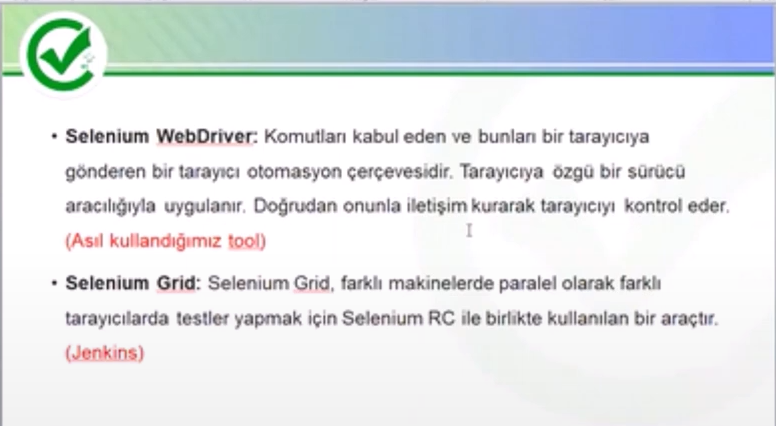 • Selenium WebDriver: Komutları kabul eden ve bunları bir tarayıcıya
gönderen bir tarayıcı otomasyon çerçevesidir. Tarayıcıya özgü bir sürücü
aracılığıyla uygulanır. Doğrudan onunla iletişim kurarak tarayıcıyı kontrol eder.
(Asıl kullandığımız tool)
• Selenium Grid: Selenium Grid, farklı makinelerde paralel olarak farklı
tarayıcılarda testler yapmak için Selenium RC ile birlikte kullanılan bir araçtır.
(Jenkins)